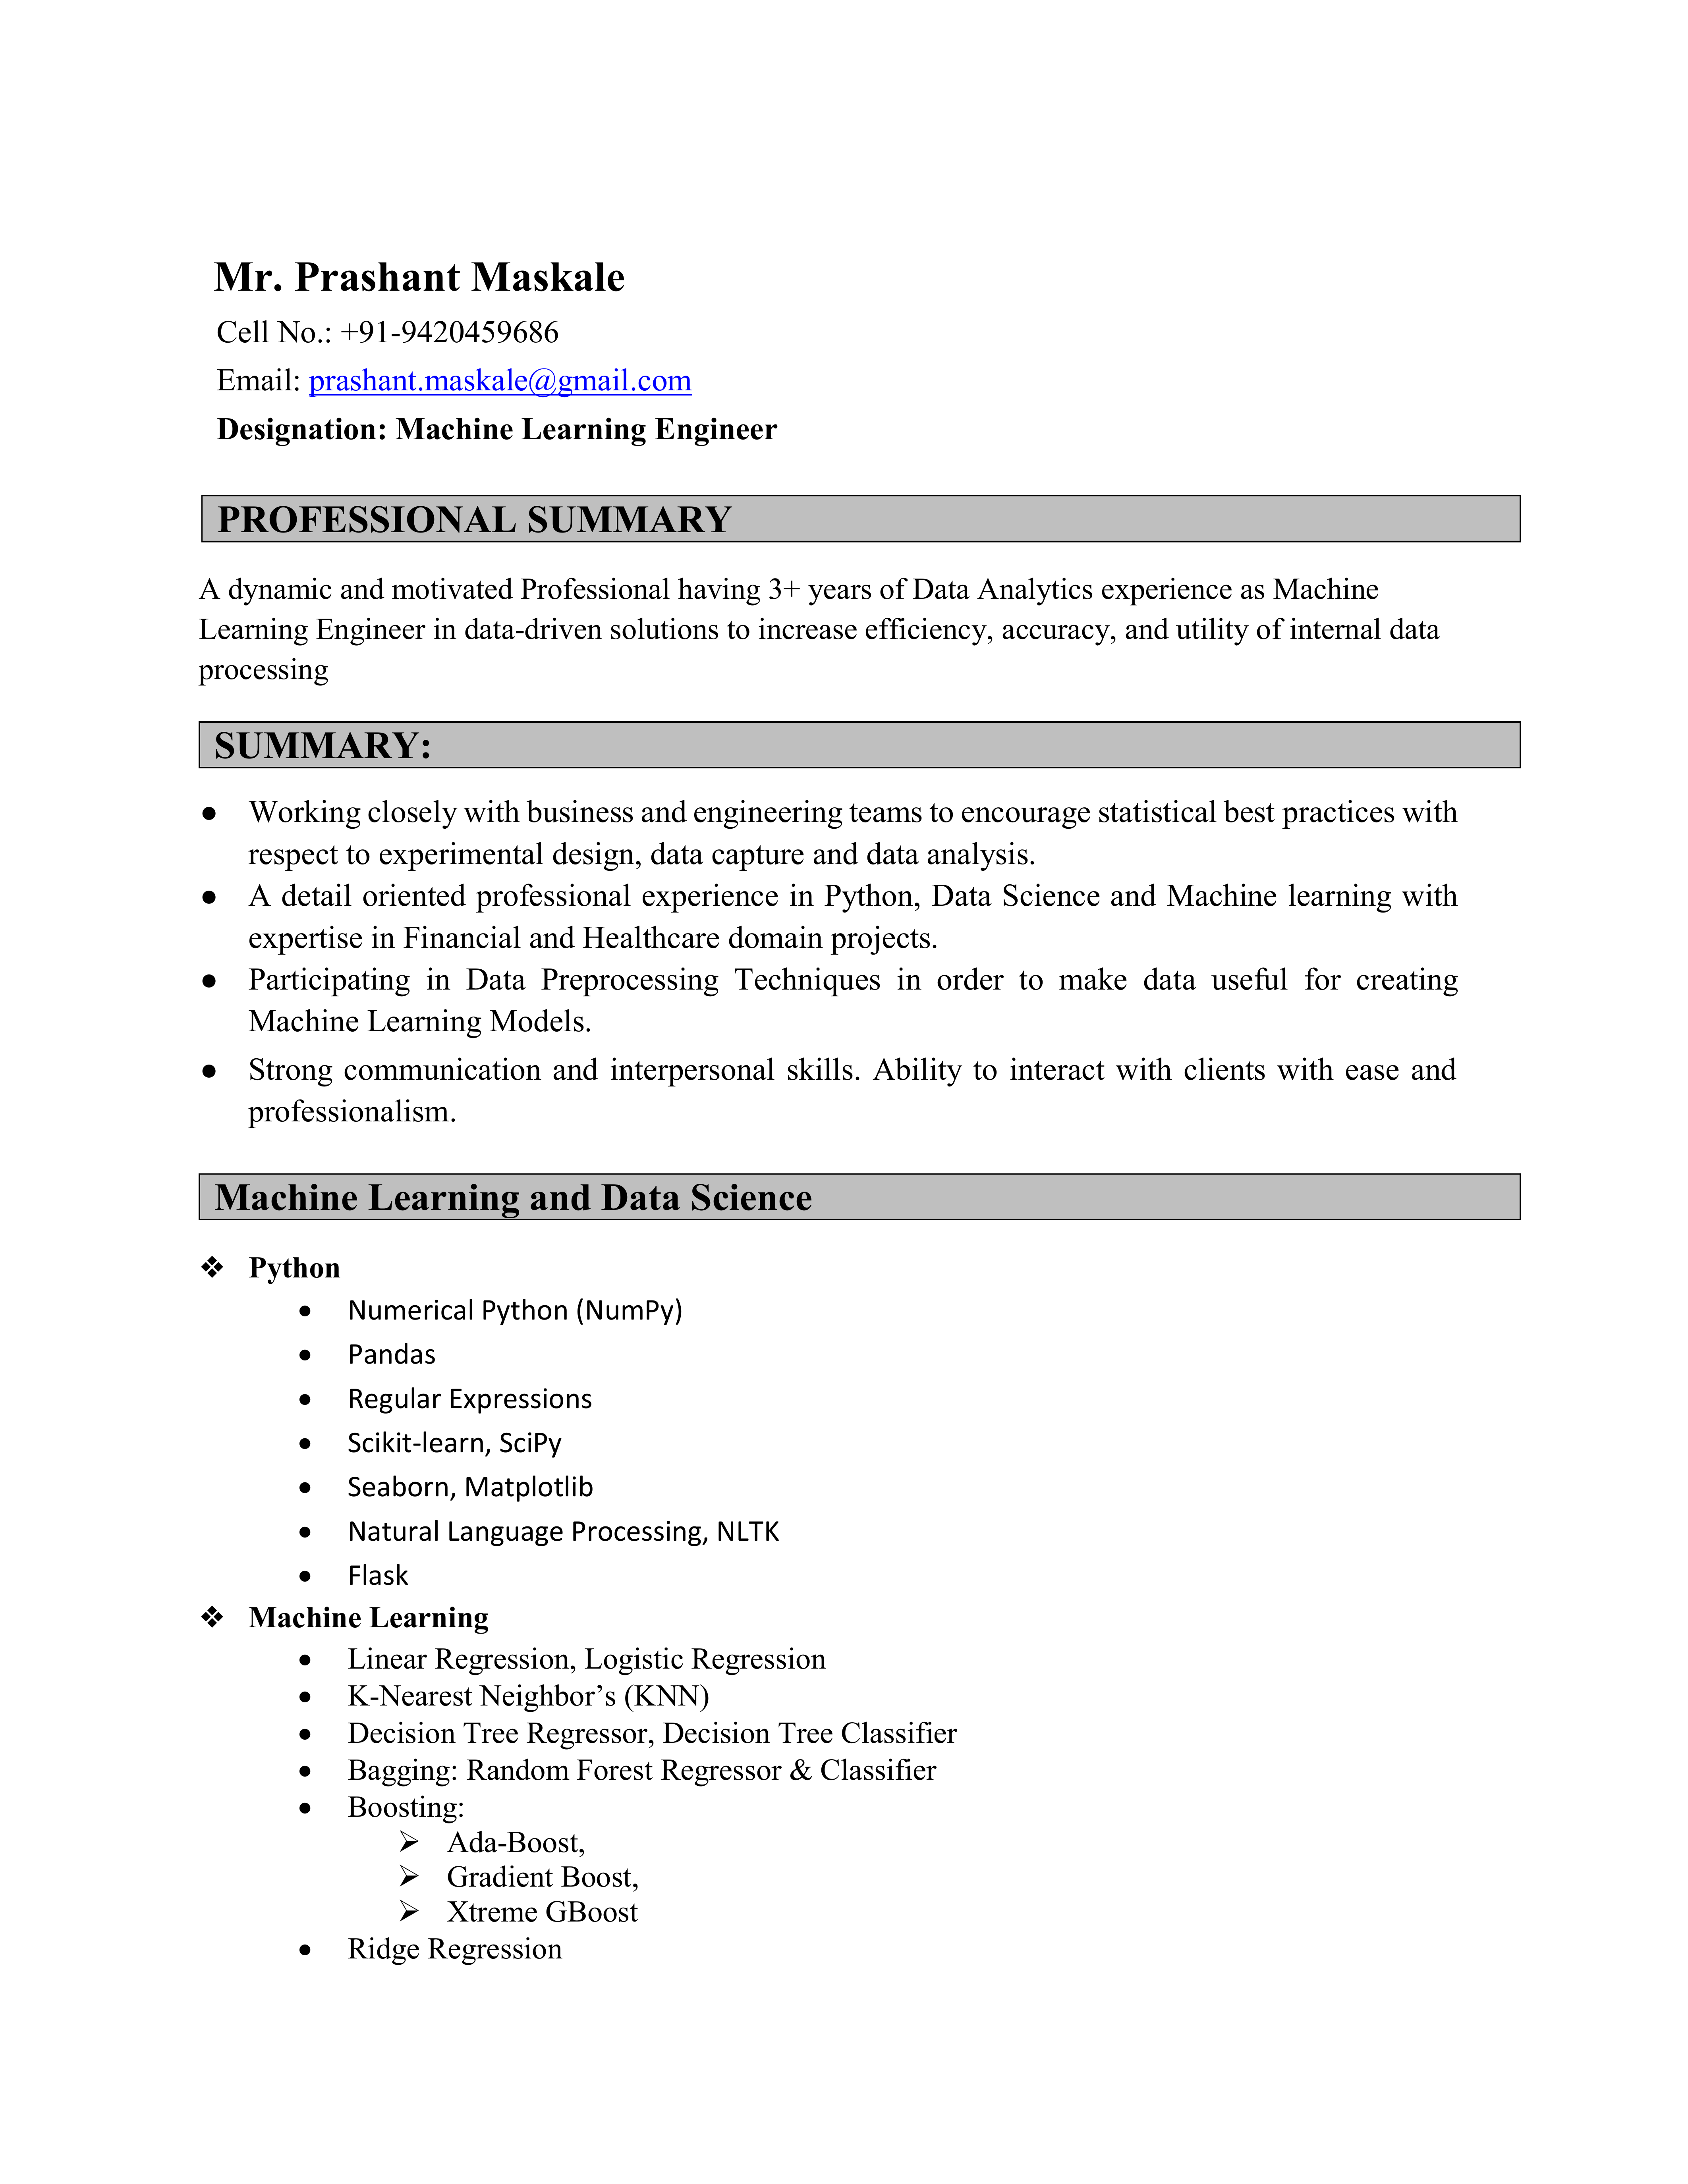 Mr. Prashant Maskale
Cell No.: +91-9420459686
Email: prashant.maskale@gmail.com
Designation: Machine Learning Engineer
PROFESSIONAL SUMMARY
A dynamic and motivated Professional having 3+ years of Data Analytics experience as Machine
Learning Engineer in data-driven solutions to increase efficiency, accuracy, and utility of internal data
processing
SUMMARY:
● Working closely with business and engineering teams to encourage statistical best practices with
respect to experimental design, data capture and data analysis.
● A detail oriented professional experience in Python, Data Science and Machine learning with
expertise in Financial and Healthcare domain projects.
● Participating in Data Preprocessing Techniques in order to make data useful for creating
Machine Learning Models.
● Strong communication and interpersonal skills. Ability to interact with clients with ease and
professionalism.
Machine Learning and Data Science
❖ Python
• Numerical Python (NumPy)
• Pandas
• Regular Expressions
• Scikit-learn, SciPy
• Seaborn, Matplotlib
• Natural Language Processing, NLTK
• Flask
❖ Machine Learning
• Linear Regression, Logistic Regression
• K-Nearest Neighbor’s (KNN)
• Decision Tree Regressor, Decision Tree Classifier
• Bagging: Random Forest Regressor & Classifier
• Boosting:
➢ Ada-Boost,
➢ Gradient Boost,
➢ Xtreme GBoost
• Ridge Regression